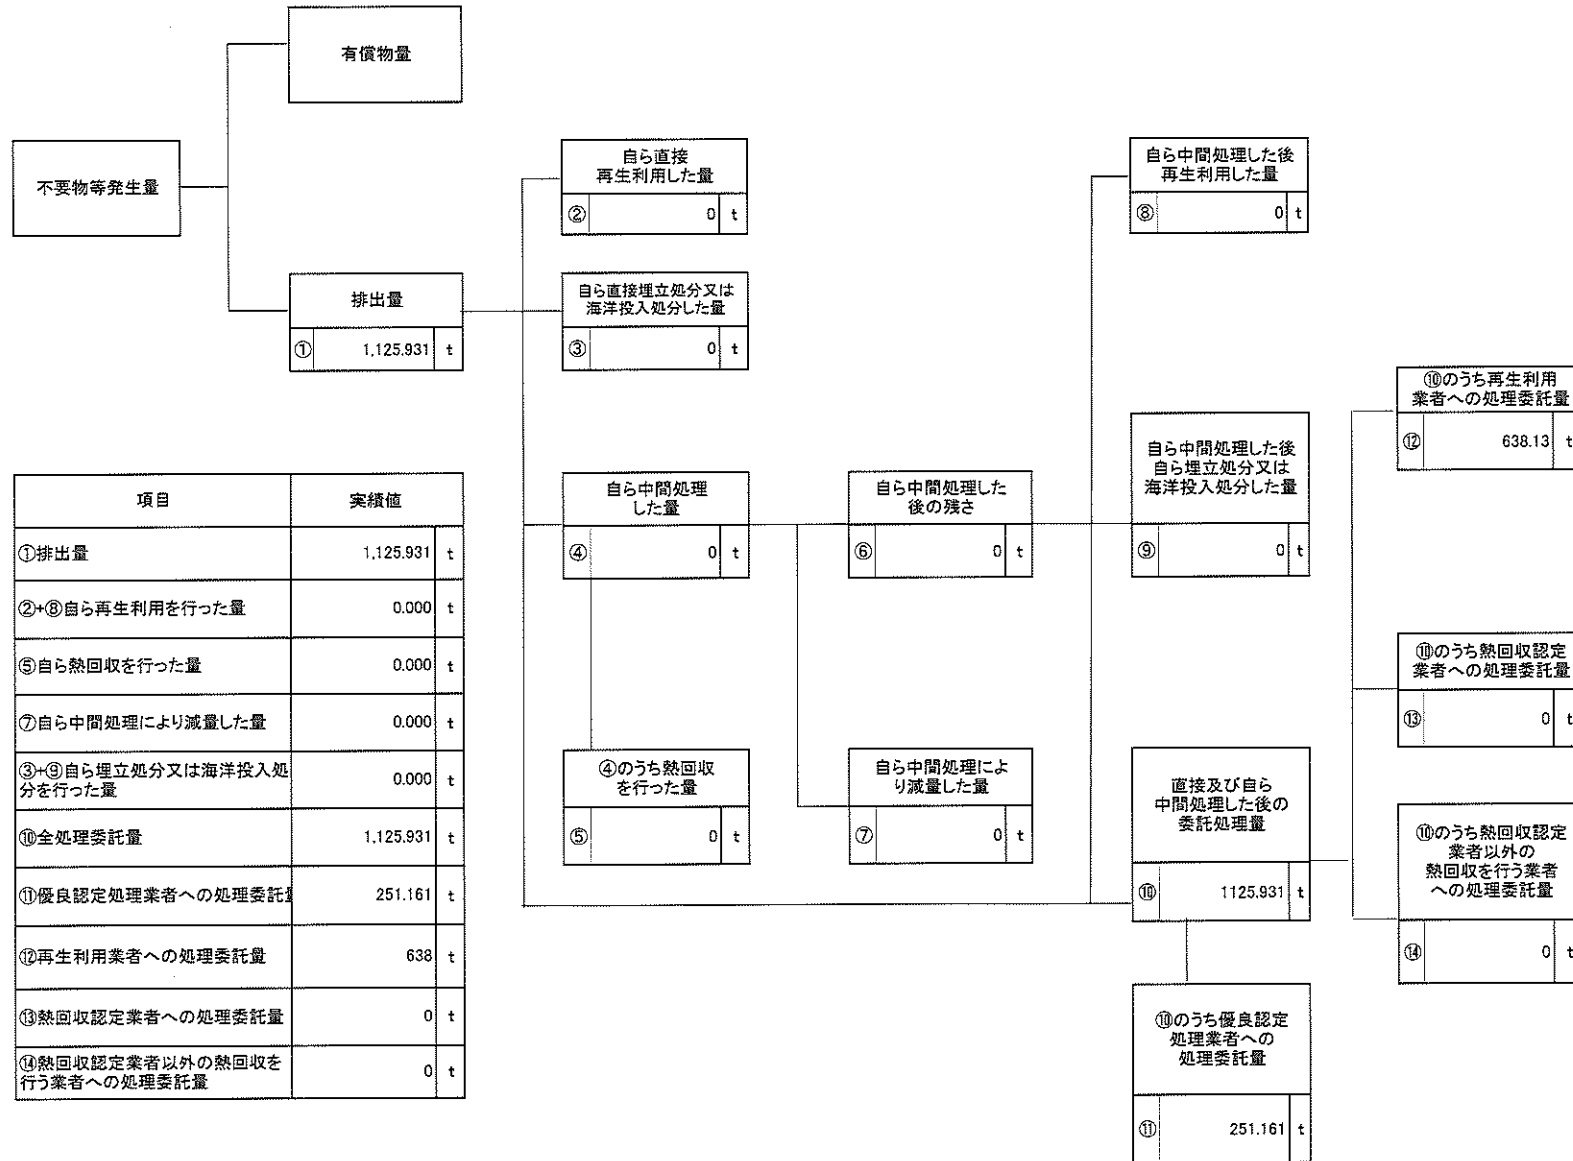 有償物量
不要物等発生量
排出量
① 1,125.931 t
自ら直接
再生利用した量
② 0 t
自ら直接埋立処分又は
海洋投入処分した量
③ 0 t
自ら中間処理
した量
④ 0 t
④のうち熱回収
を行った量
⑤ 0 t
自ら中間処理した
後の残さ
⑥ 0 t
自ら中間処理によ
り減量した量
⑦ 0 t
自ら中間処理した後
再生利用した量
⑧ 0 t
自ら中間処理した後
自ら埋立処分又は
海洋投入処分した量
⑨ 0 t
直接及び自ら
中間処理した後の
委託処理量
⑩ 1125.931 t
⑩のうち優良認定
処理業者への
処理委託量
⑪ 251.161 t
⑩のうち再生利用
業者への処理委託量
⑫ 638.13 t
⑩のうち熱回収認定
業者への処理委託量
⑬ 0 t
⑩のうち熱回収認定
業者以外の
熱回収を行う業者
への処理委託量
⑭ 0 t
項目 実績値
①排出量 1,125.931 t
②+⑧自ら再生利用を行った量 0.000 t
⑤自ら熱回収を行った量 0.000 t
⑦自ら中間処理により減量した量 0.000 t
③+⑨自ら埋立処分又は海洋投入処
分を行った量 0.000 t
⑩全処理委託量 1,125.931 t
⑪優良認定処理業者への処理委託量 251.161 t
⑫再生利用業者への処理委託量 638 t
⑬熱回収認定業者への処理委託量 0 t
⑭熱回収認定業者以外の熱回収を
行う業者への処理委託量 0 t